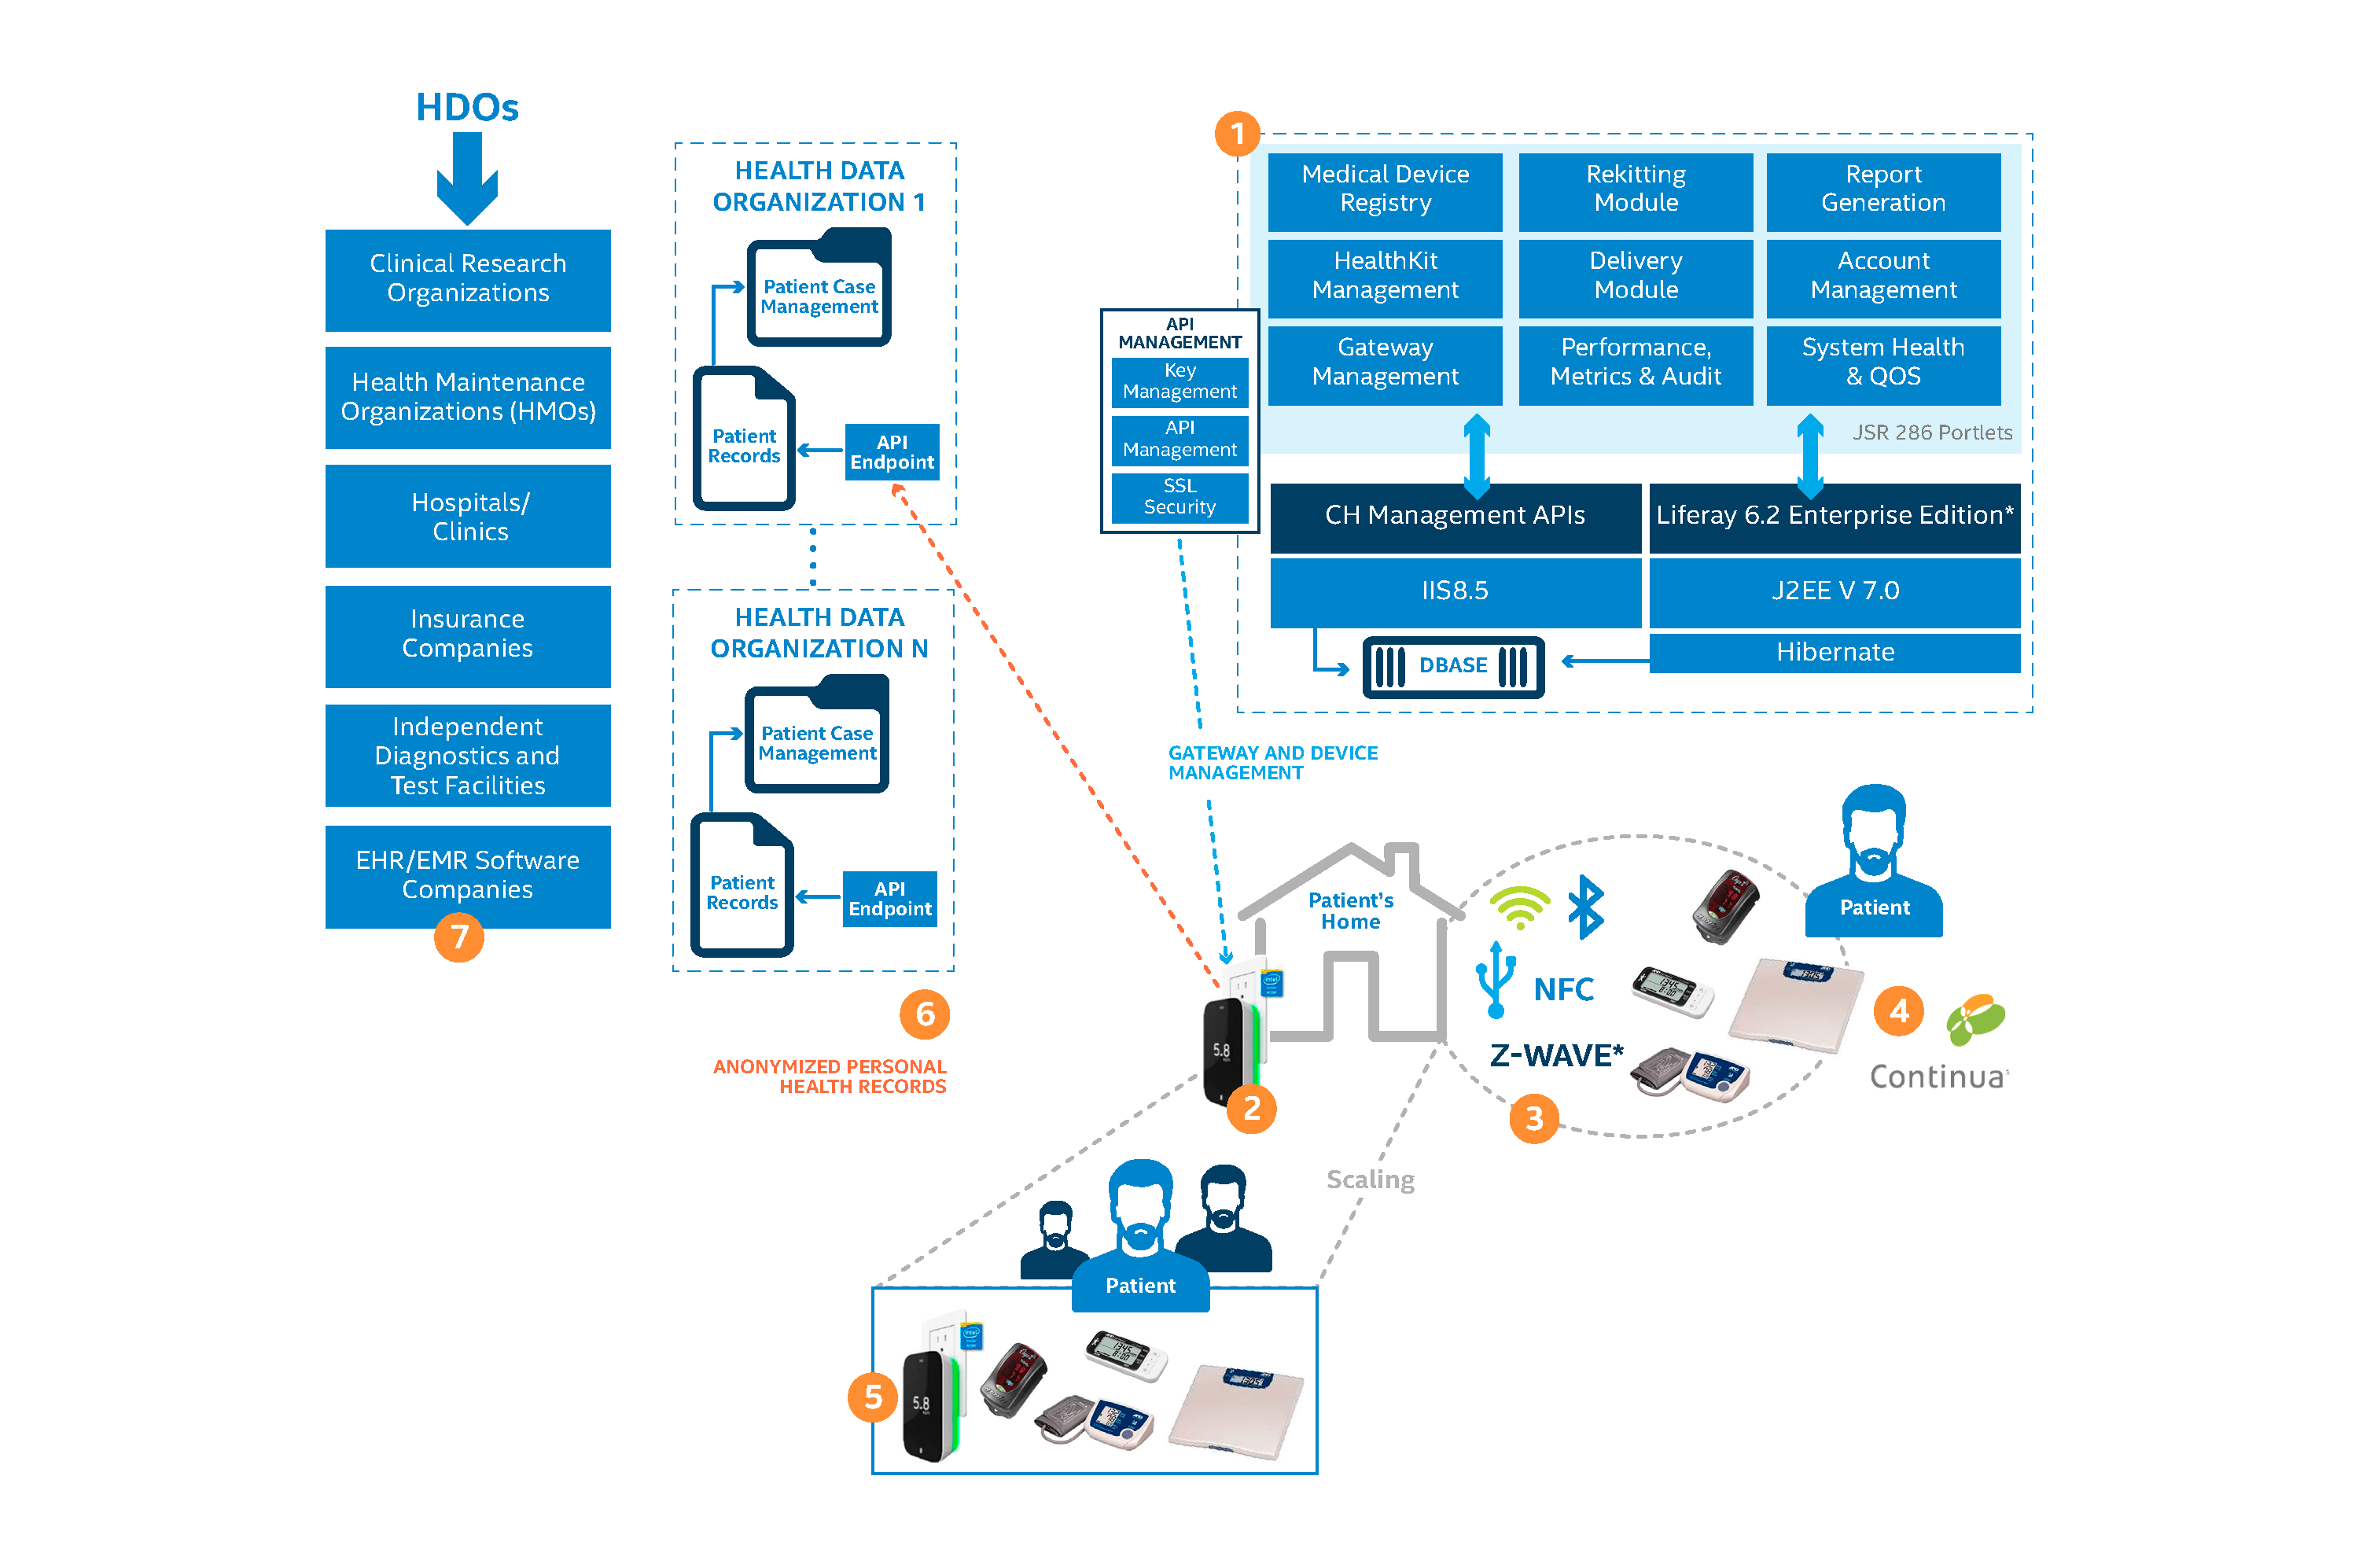 HDOs
Clinical Research
Organizations
Health Maintenance
Organizations (HMOs)
Hospitals/
Clinics
Insurance
Companies
Independent
Diagnostics and
Test Facilities
EHR/EMR Software
Companies
7
HEALTH DATA
ORGANIZATION 1
Patient Case
Management
Patient
Records
API
Endpoint
HEALTH DATA
ORGANIZATION N
Patient Case
Management
Patient
Records
API
Endpoint
6
ANONYMIZED PERSONAL
HEALTH RECORDS
1
Medical Device
Registry
Rekitting
Module
Report
Generation
HealthKit
Management
Delivery
Module
Account
Management
Gateway
Management
Performance,
Metrics & Audit
System Health
& QOS
JSR 286 Portlets
API
MANAGEMENT
Key
Management
API
Management
SSL
Security
CH Management APIs
Liferay 6.2 Enterprise Edition*
IIS8.5
J2EE V 7.0
Hibernate
DBASE
GATEWAY AND DEVICE
MANAGEMENT
Patient's
Home
5.8
2
NFC
Z-WAVE*
3
Patient
4
Continua
Scaling
Patient
5
5.8